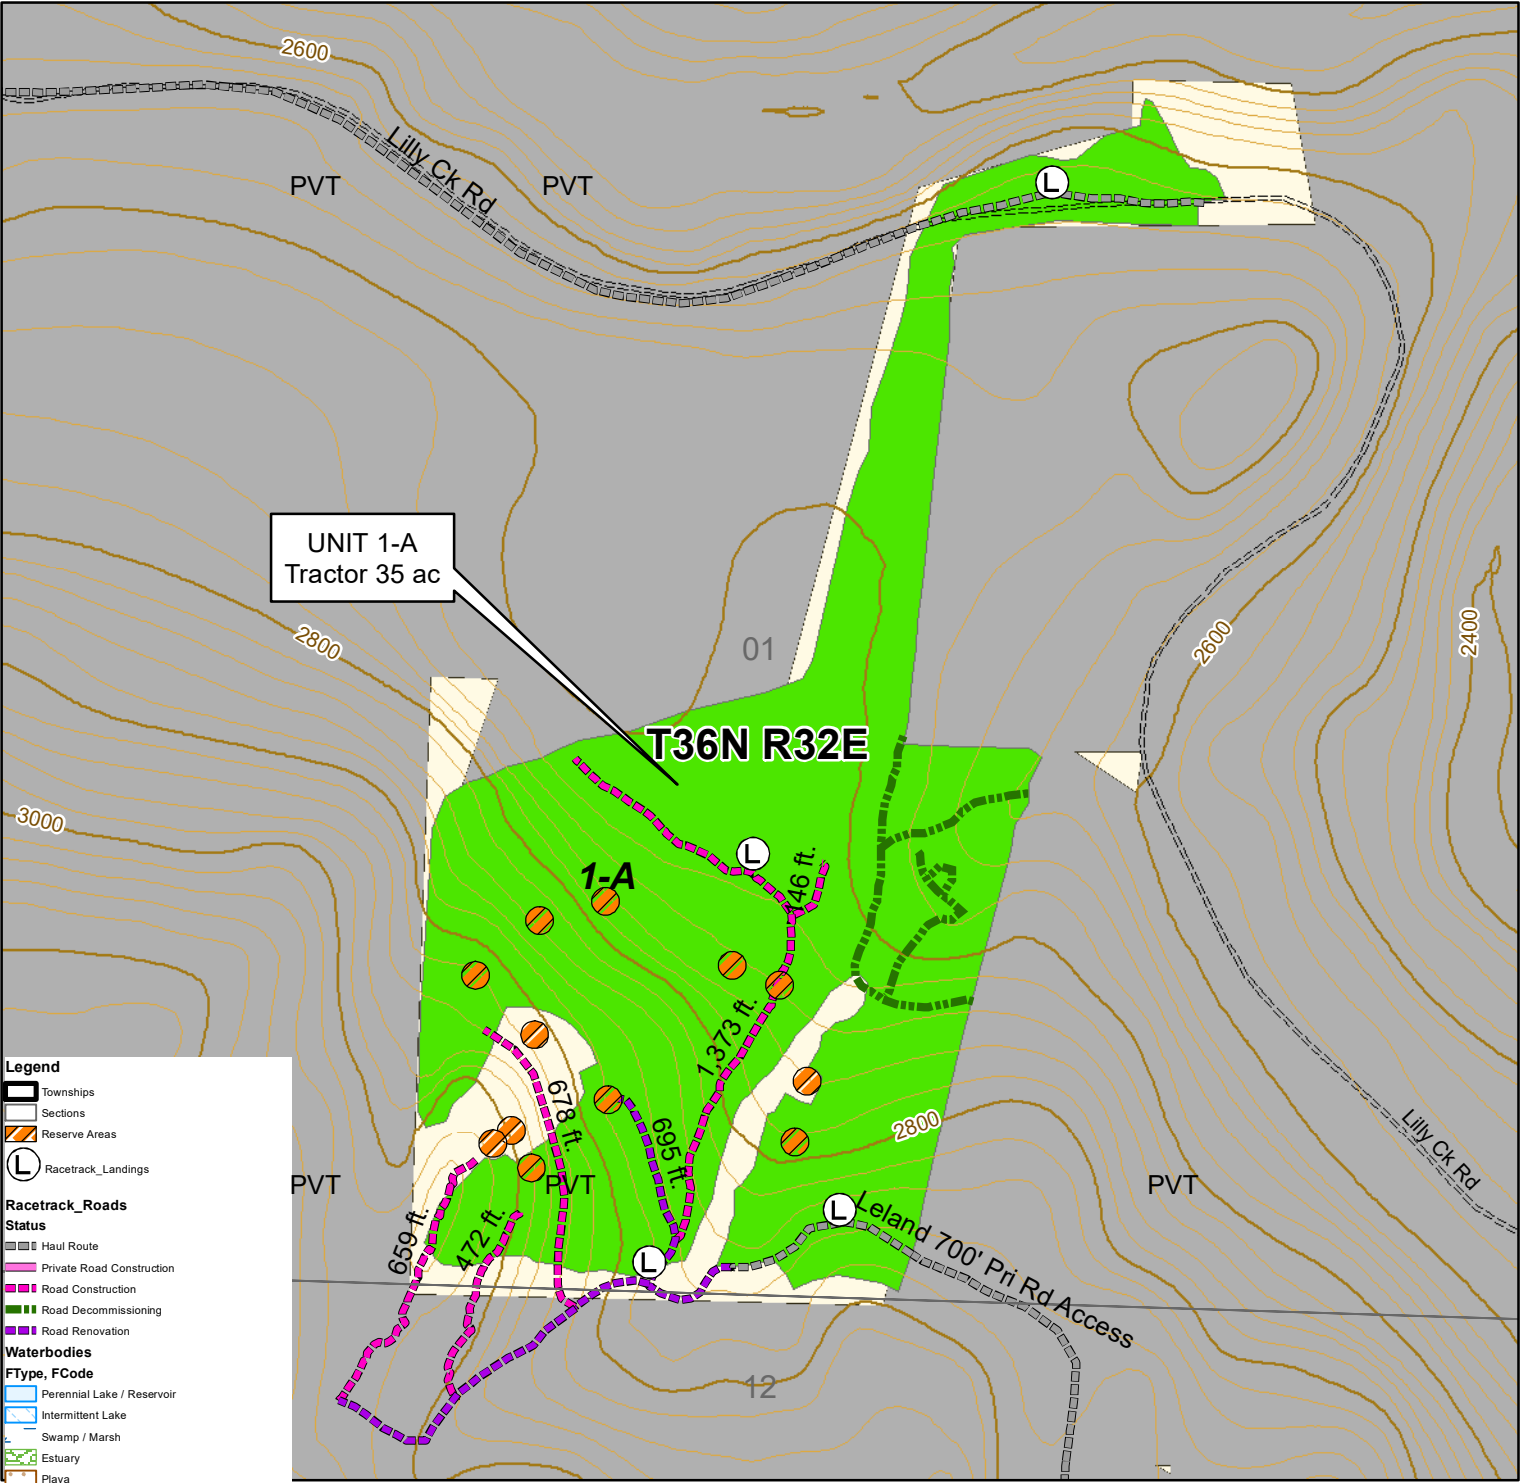 2600
Lilly Ck Rd
PVT
PVT
L
UNIT 1-A
Tractor 35 ac
2800
01
2600
2400
T36N R32E
3000
L
1-A
146 ft.
1,373 ft.
678 ft.
695 ft.
2800
Lilly Ck Rd
PVT
PVT
PVT
659 ft.
472 ft.
L
L
Leland 700' Pri Rd Access
12
Legend
Townships
Sections
Reserve Areas
L Racetrack_Landings
Racetrack_Roads
Status
Haul Route
Private Road Construction
Road Construction
Road Decommissioning
Road Renovation
Waterbodies
FType, FCode
Perennial Lake / Reservoir
Intermittent Lake
Swamp / Marsh
Estuary
Playa